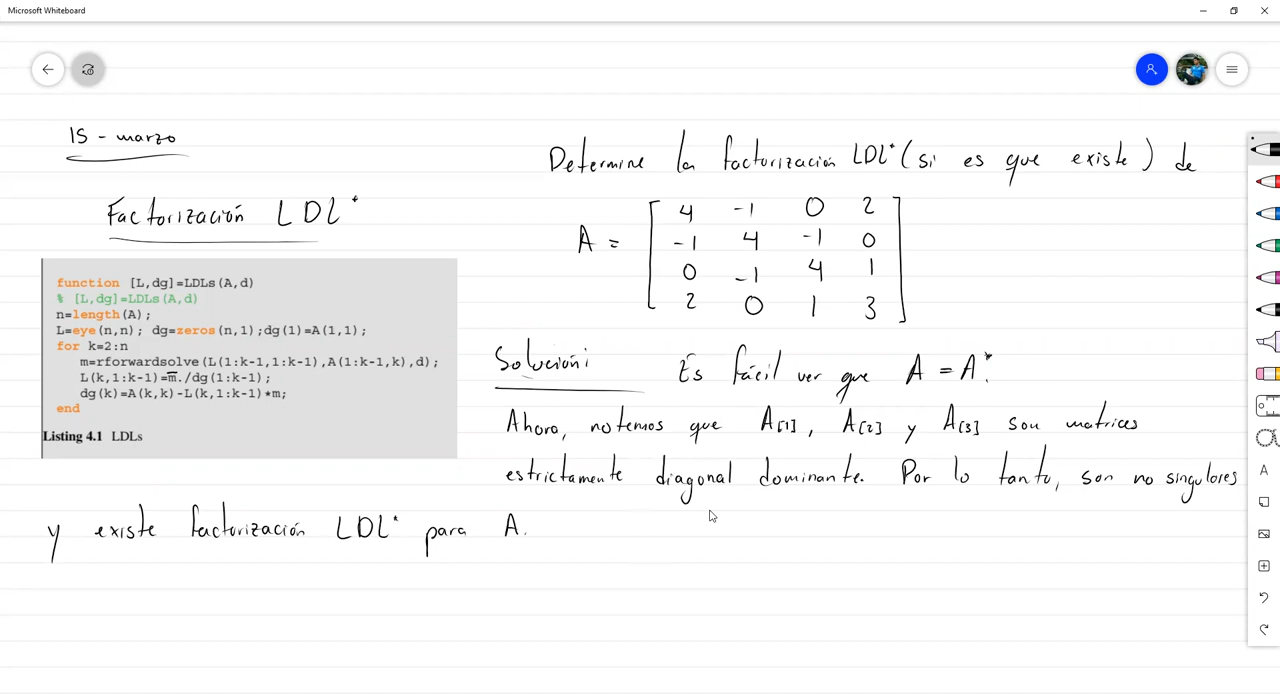 Microsoft Whiteboard
15 - marzo
Factorización LDL*
function [L,dg]=LDLs(A,d)
% [L,dg]=LDLs(A,d)
n=length(A);
L=eye(n,n); dg=zeros(n,1);dg(1)=A(1,1);
for k=2:n
m=rforwardsolve(L(1:k-1,1:k-1),A(1:k-1,k),d);
L(k,1:k-1)=m̅./dg(1:k-1);
dg(k)=A(k,k)-L(k,1:k-1)*m;
end
Listing 4.1 LDLs
Determine la factorización LDL* (si es que existe) de
A = [ 4 -1 0 2
-1 4 -1 0
0 -1 4 1
2 0 1 3 ]
Solución: Es fácil ver que A = A*.
Ahora, notemos que A[1], A[2] y A[3] son matrices
estrictamente diagonal dominante. Por lo tanto, son no singulares
y existe factorización LDL* para A.
A